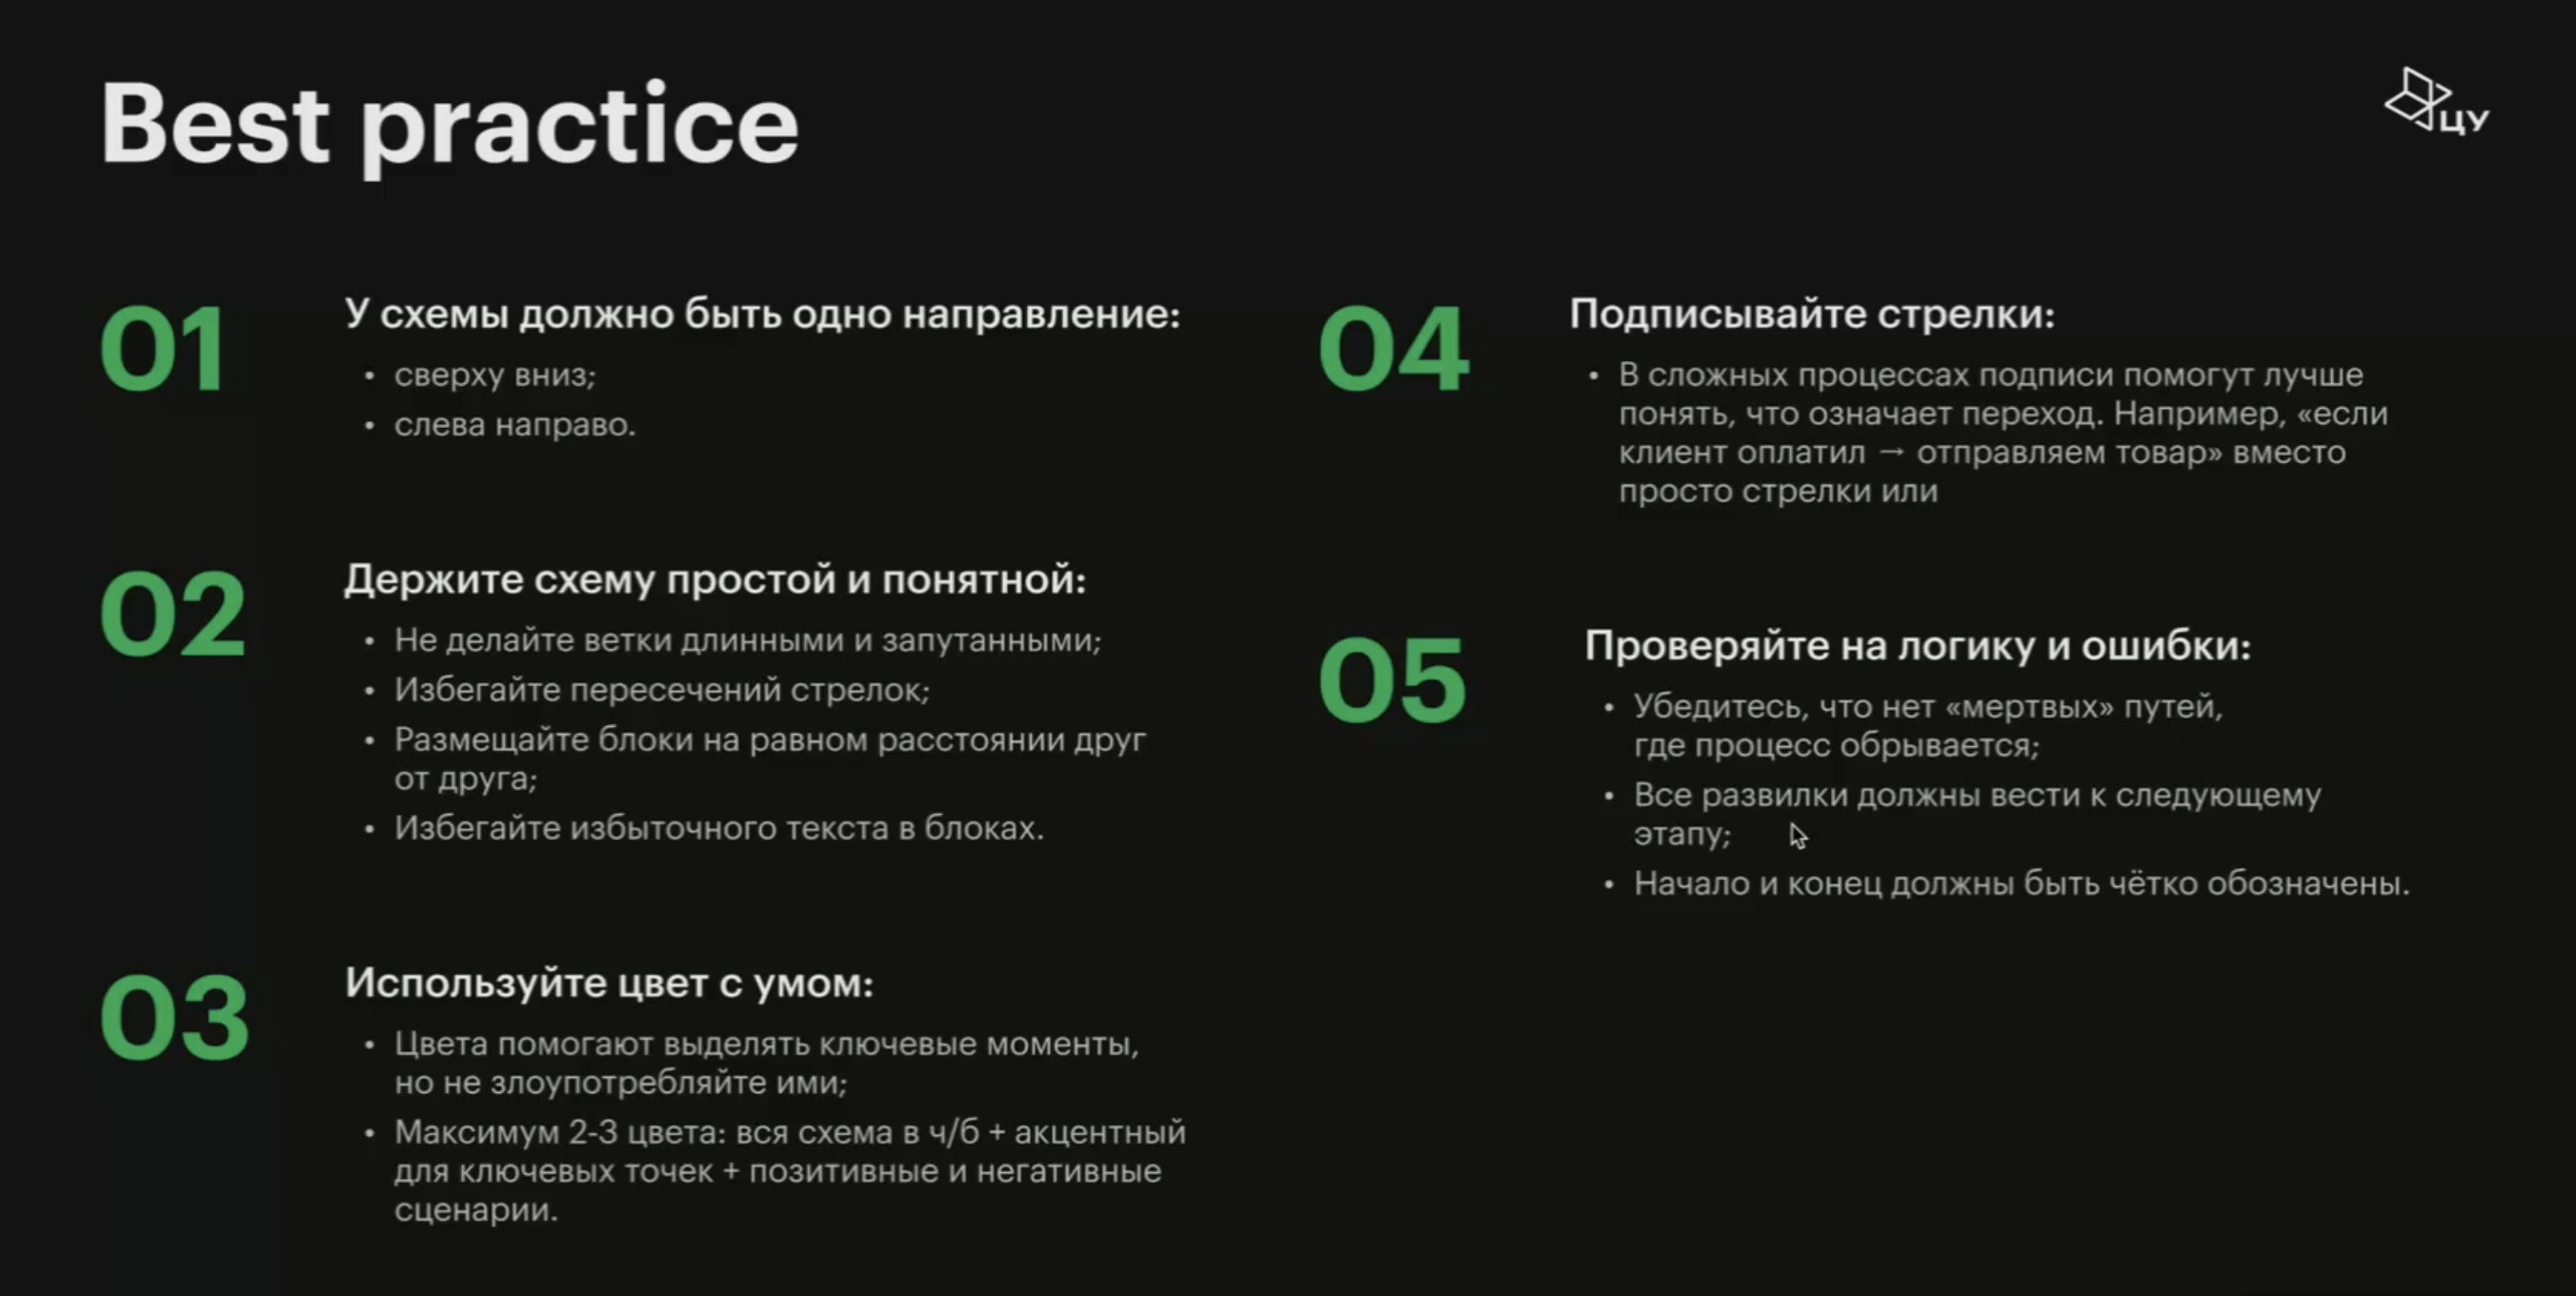 Best practice
ЦУ
01
У схемы должно быть одно направление:
• сверху вниз;
• слева направо.
02
Держите схему простой и понятной:
• Не делайте ветки длинными и запутанными;
• Избегайте пересечений стрелок;
• Размещайте блоки на равном расстоянии друг
от друга;
• Избегайте избыточного текста в блоках.
03
Используйте цвет с умом:
• Цвета помогают выделять ключевые моменты,
но не злоупотребляйте ими;
• Максимум 2-3 цвета: вся схема в ч/б + акцентный
для ключевых точек + позитивные и негативные
сценарии.
04
Подписывайте стрелки:
• В сложных процессах подписи помогут лучше
понять, что означает переход. Например, «если
клиент оплатил → отправляем товар» вместо
просто стрелки или
05
Проверяйте на логику и ошибки:
• Убедитесь, что нет «мертвых» путей,
где процесс обрывается;
• Все развилки должны вести к следующему
этапу;
• Начало и конец должны быть чётко обозначены.